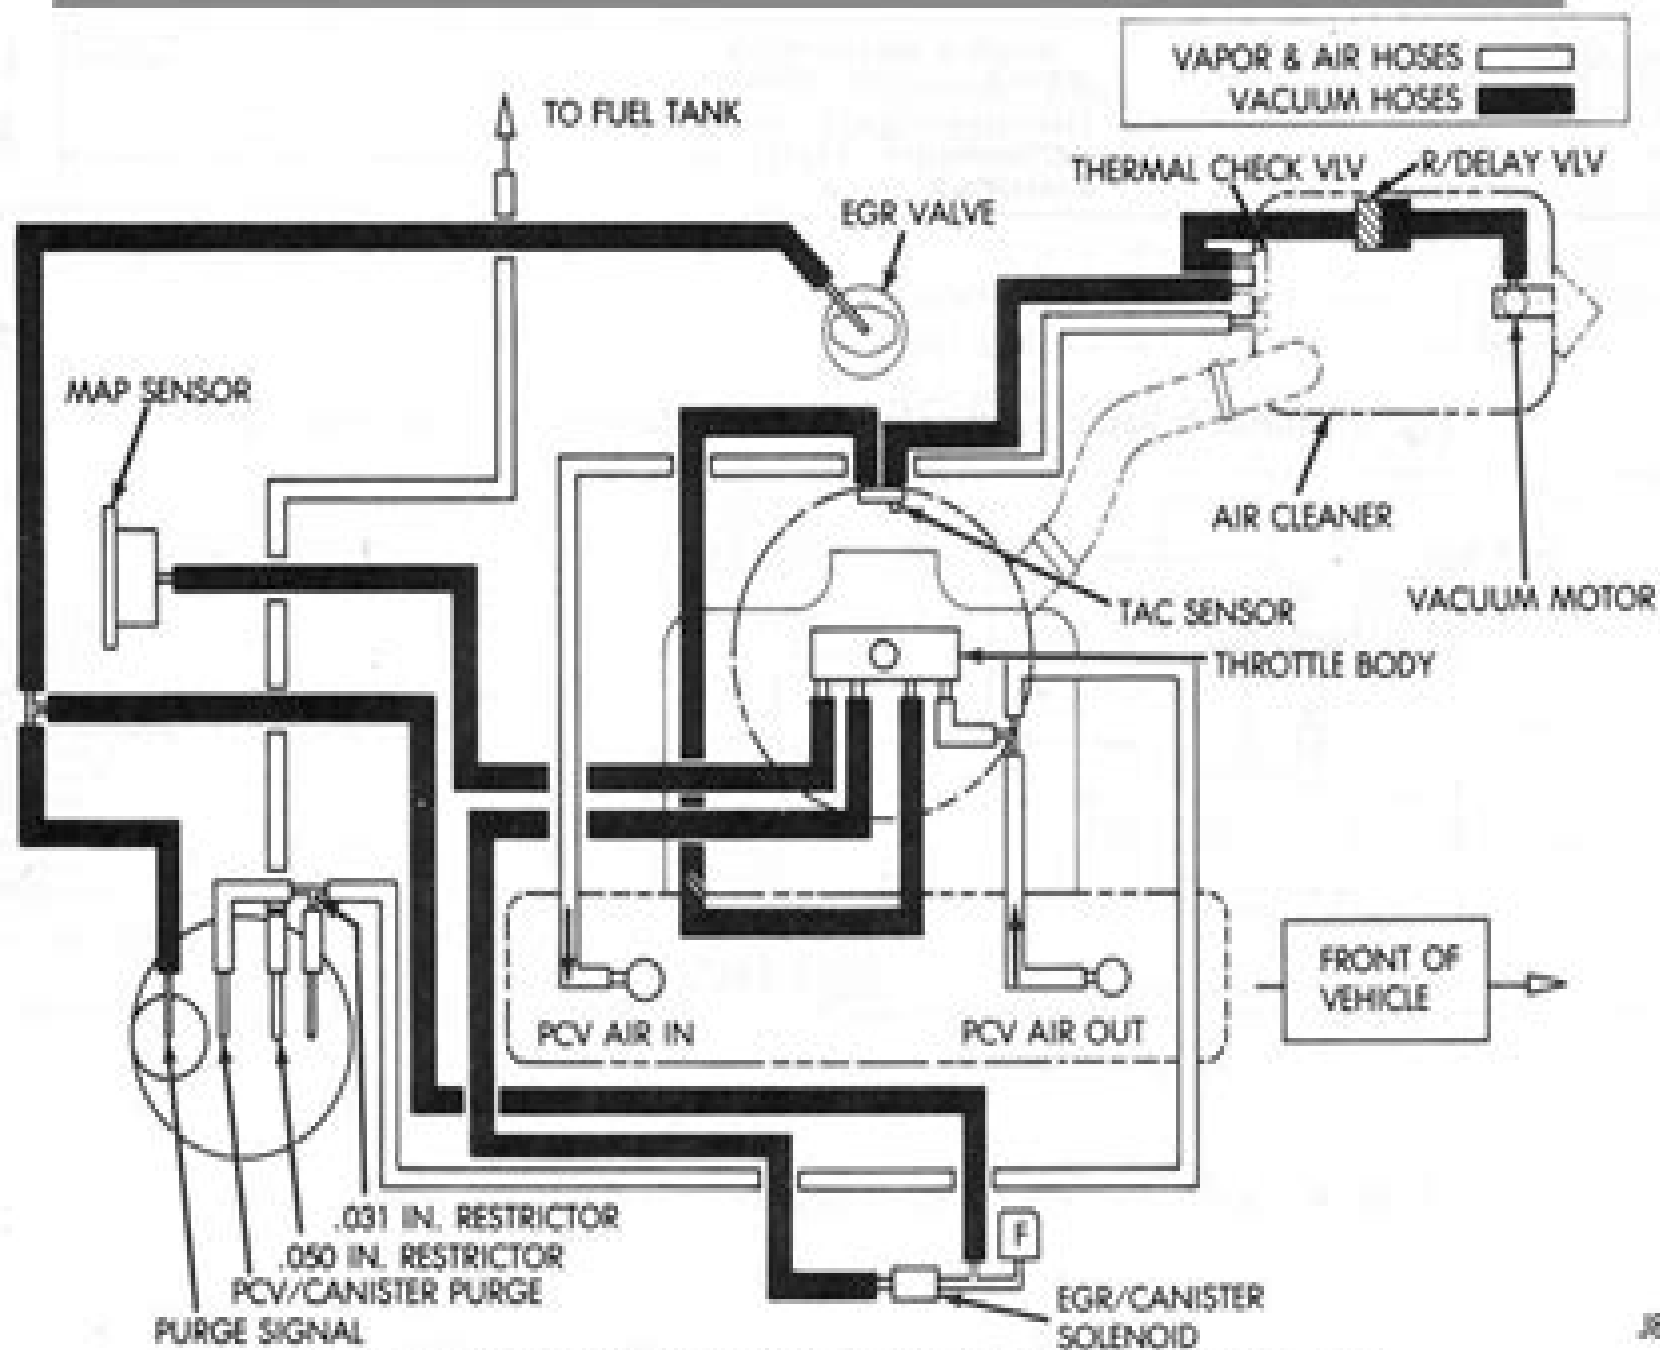 VAPOR & AIR HOSES
VACUUM HOSES
TO FUEL TANK
THERMAL CHECK VLV
R/DELAY VLV
EGR VALVE
MAP SENSOR
AIR CLEANER
TAC SENSOR
VACUUM MOTOR
THROTTLE BODY
FRONT OF
VEHICLE
PCV AIR IN
PCV AIR OUT
.031 IN. RESTRICTOR
.050 IN. RESTRICTOR
PCV/CANISTER PURGE
PURGE SIGNAL
F
EGR/CANISTER
SOLENOID